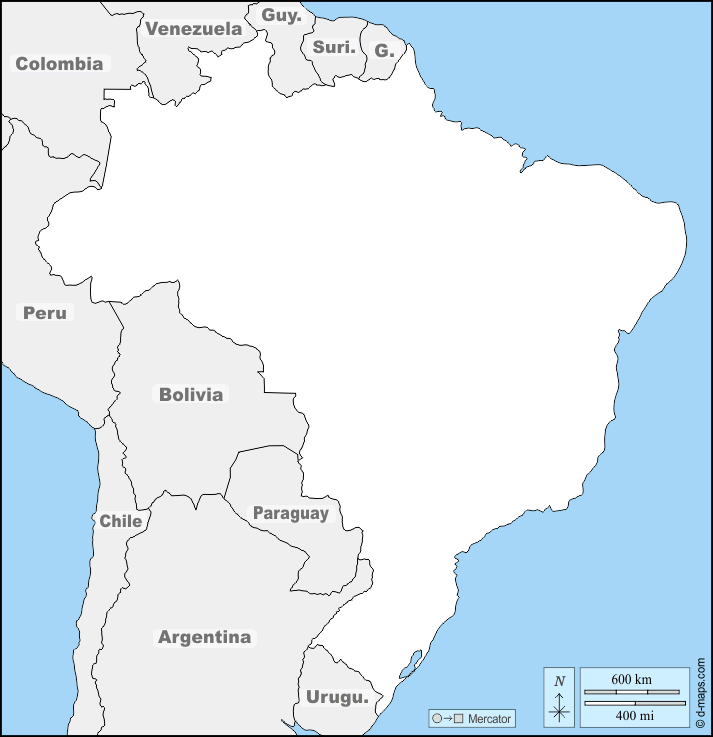 Guy.
Venezuela
Suri.
G.
Colombia
Peru
Bolivia
Paraguay
Chile
Argentina
Urugu.
N
600 km
400 mi
Mercator
© d-maps.com